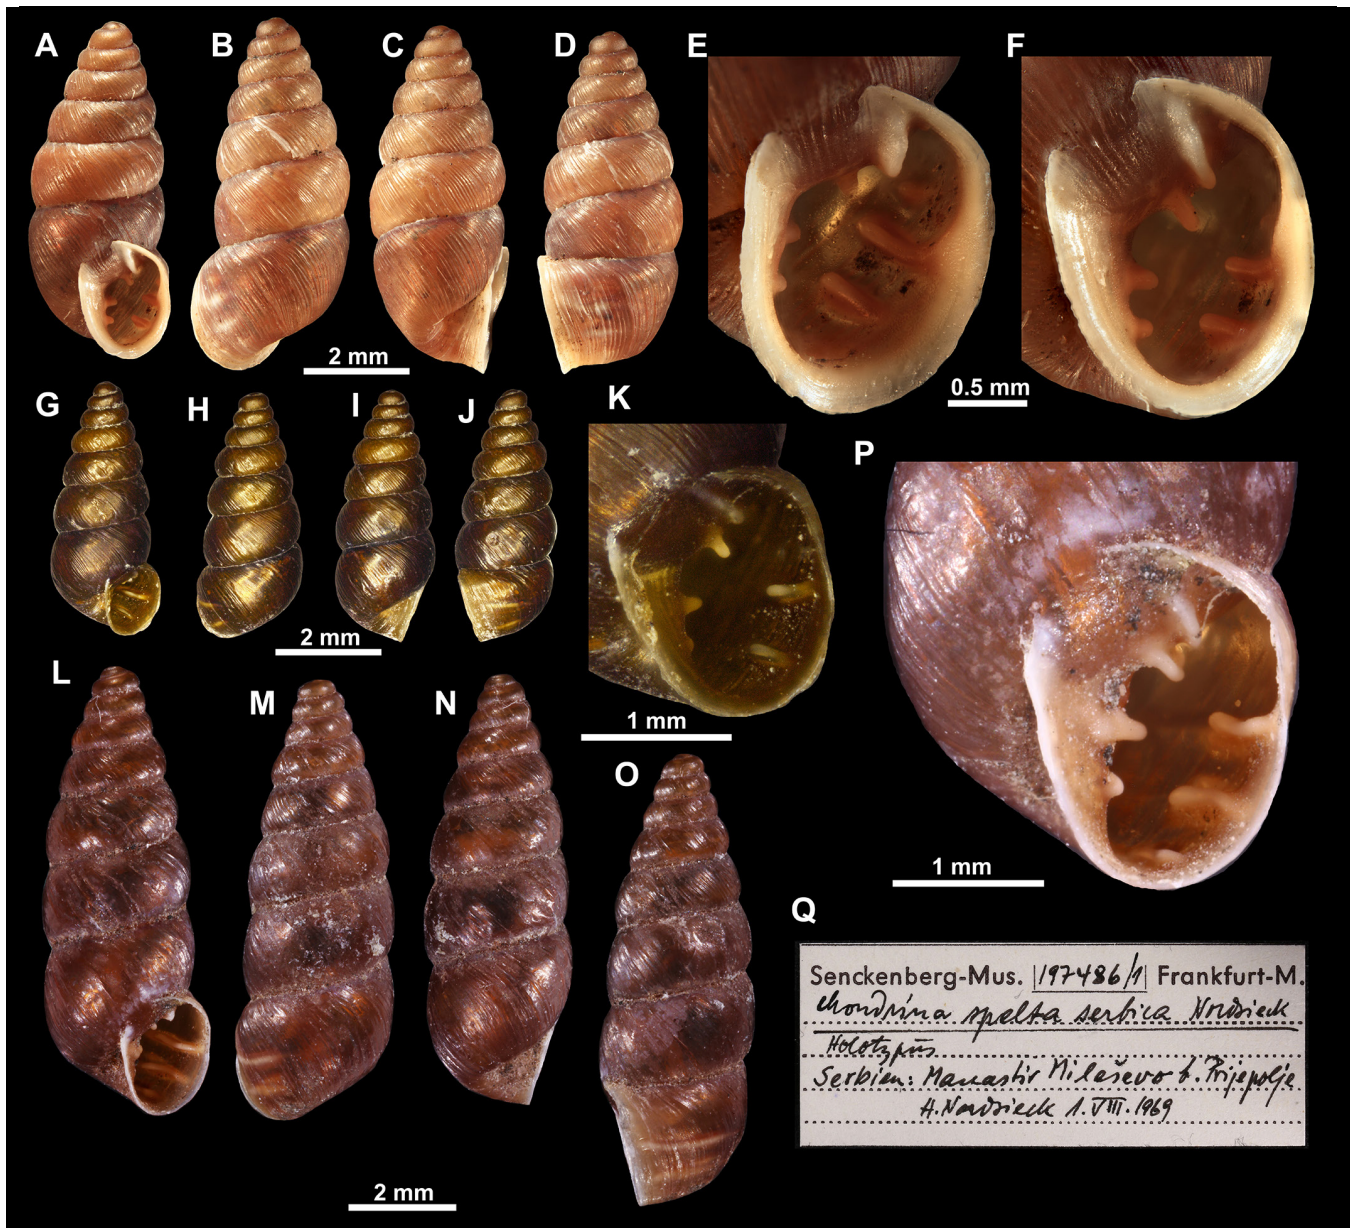 A
B
C
D
E
F
2 mm
0.5 mm
G
H
I
J
K
P
2 mm
L
M
N
1 mm
O
1 mm
Q
Senckenberg-Mus. 197486/1 Frankfurt-M.
Chondrina spelta serbica Nordsieck
Holotypus
Serbien: Manastir Mileševo b. Prijepolje
H. Nordsieck 1.VIII.1969
2 mm